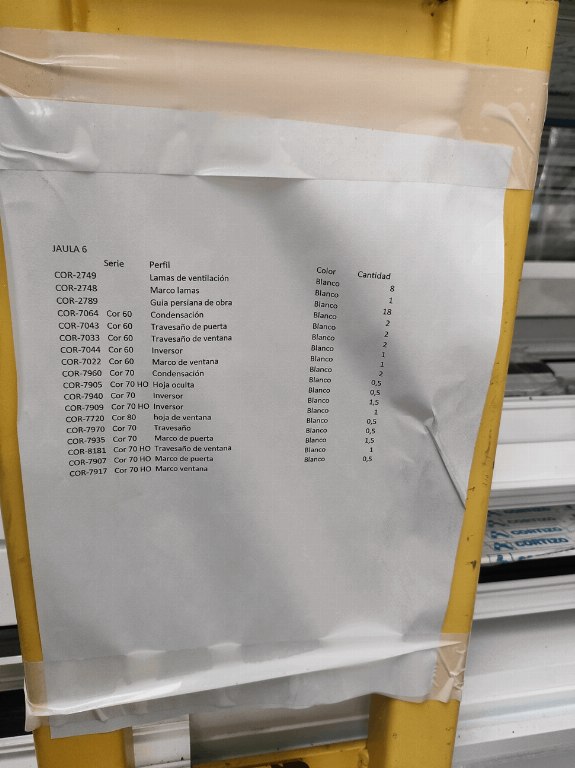 JAULA 6
Serie Perfil Color Cantidad
COR-2749 Lamas de ventilación Blanco 8
COR-2748 Marco lamas Blanco 1
COR-2789 Guia persiana de obra Blanco 18
COR-7064 Cor 60 Condensación Blanco 2
COR-7043 Cor 60 Travesaño de puerta Blanco 2
COR-7033 Cor 60 Travesaño de ventana Blanco 2
COR-7044 Cor 60 Inversor Blanco 1
COR-7022 Cor 60 Marco de ventana Blanco 1
COR-7960 Cor 70 Condensación Blanco 2
COR-7905 Cor 70 HO Hoja oculta Blanco 0,5
COR-7940 Cor 70 Inversor Blanco 0,5
COR-7909 Cor 70 HO Inversor Blanco 1,5
COR-7720 Cor 80 hoja de ventana Blanco 1
COR-7970 Cor 70 Travesaño Blanco 0,5
COR-7935 Cor 70 Marco de puerta Blanco 0,5
COR-8181 Cor 70 HO Travesaño de ventana Blanco 1,5
COR-7907 Cor 70 HO Marco de puerta Blanco 1
COR-7917 Cor 70 HO Marco ventana Blanco 0,5
CORTIZO
CORTIZO